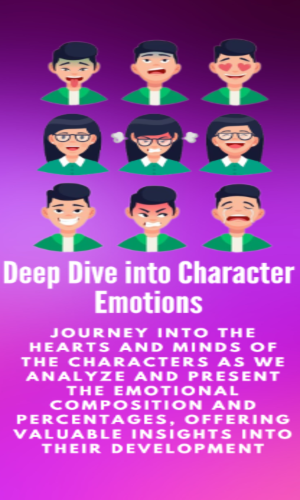 Deep Dive into Character
Emotions
JOURNEY INTO THE
HEARTS AND MINDS OF
THE CHARACTERS AS WE
ANALYZE AND PRESENT
THE EMOTIONAL
COMPOSITION AND
PERCENTAGES, OFFERING
VALUABLE INSIGHTS INTO
THEIR DEVELOPMENT